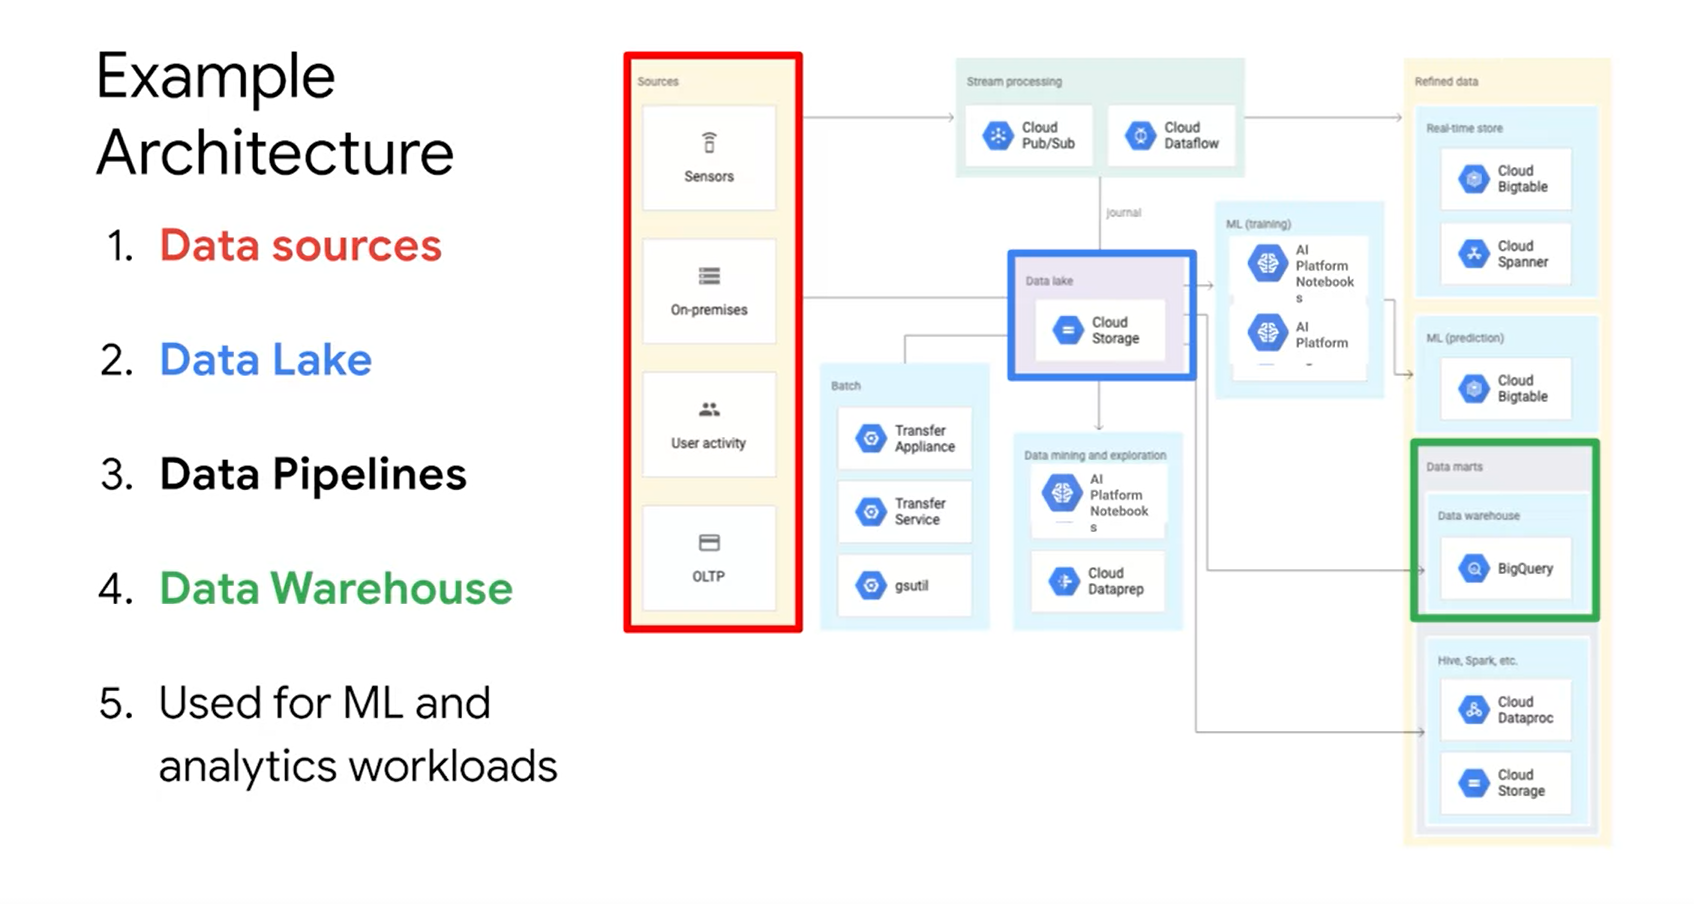 Example
Architecture
1. Data sources
2. Data Lake
3. Data Pipelines
4. Data Warehouse
5. Used for ML and
analytics workloads
Sources
Sensors
On-premises
User activity
OLTP
Stream processing
Cloud
Pub/Sub
Cloud
Dataflow
journal
Data lake
Cloud
Storage
Batch
Transfer
Appliance
Transfer
Service
gsutil
Data mining and exploration
AI
Platform
Notebook
s
Cloud
Dataprep
ML (training)
AI
Platform
Notebook
s
AI
Platform
Refined data
Real-time store
Cloud
Bigtable
Cloud
Spanner
ML (prediction)
Cloud
Bigtable
Data marts
Data warehouse
BigQuery
Hive, Spark, etc.
Cloud
Dataproc
Cloud
Storage